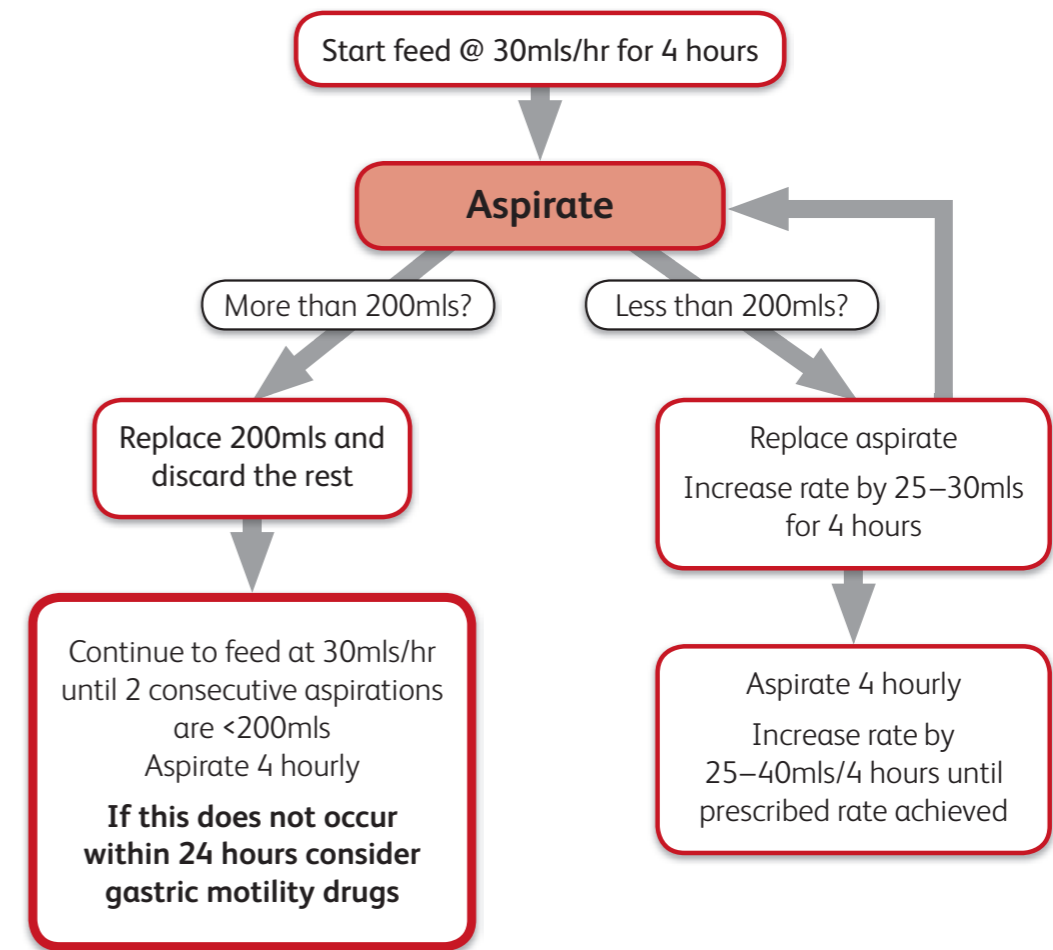 Start feed @ 30mls/hr for 4 hours
Aspirate
More than 200mls?
Less than 200mls?
Replace 200mls and
discard the rest
Continue to feed at 30mls/hr
until 2 consecutive aspirations
are <200mls
Aspirate 4 hourly
If this does not occur
within 24 hours consider
gastric motility drugs
Replace aspirate
Increase rate by 25–30mls
for 4 hours
Aspirate 4 hourly
Increase rate by
25–40mls/4 hours until
prescribed rate achieved